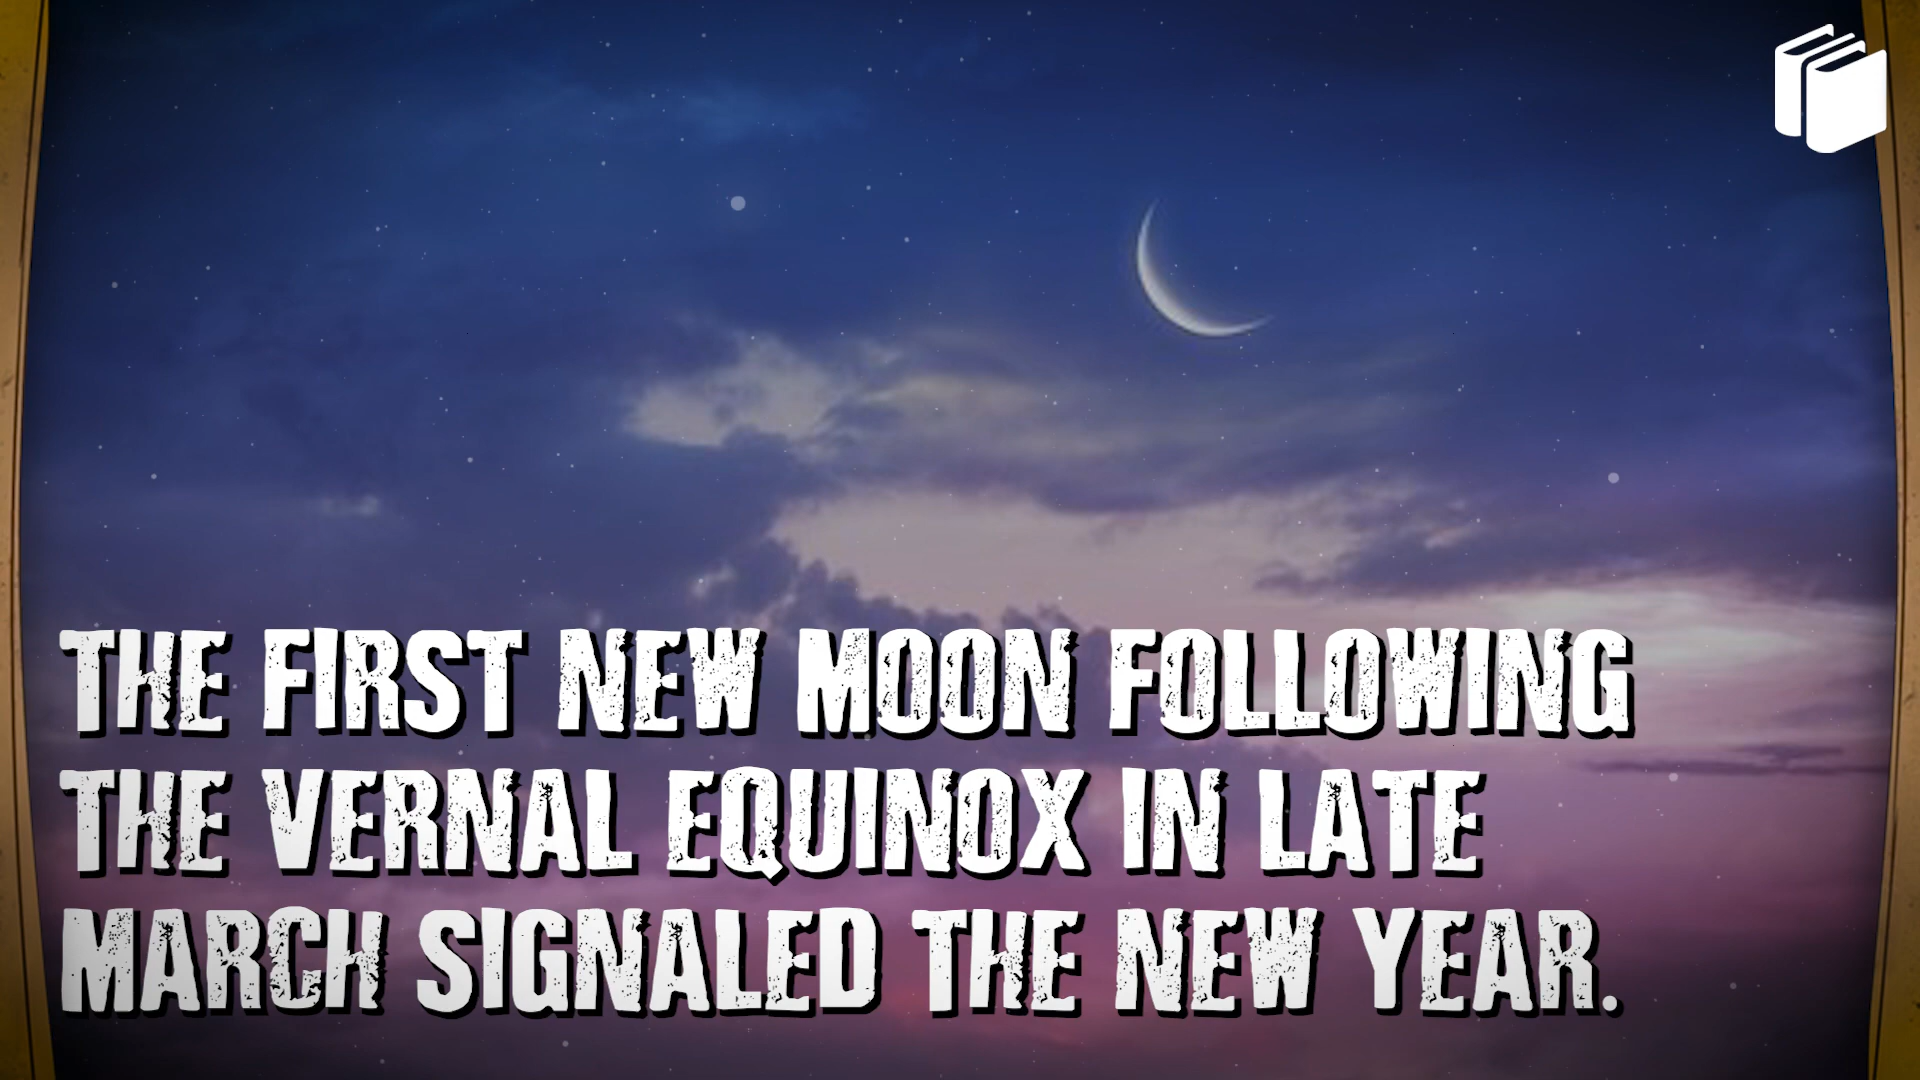 THE FIRST NEW MOON FOLLOWING
THE VERNAL EQUINOX IN LATE
MARCH SIGNALED THE NEW YEAR.